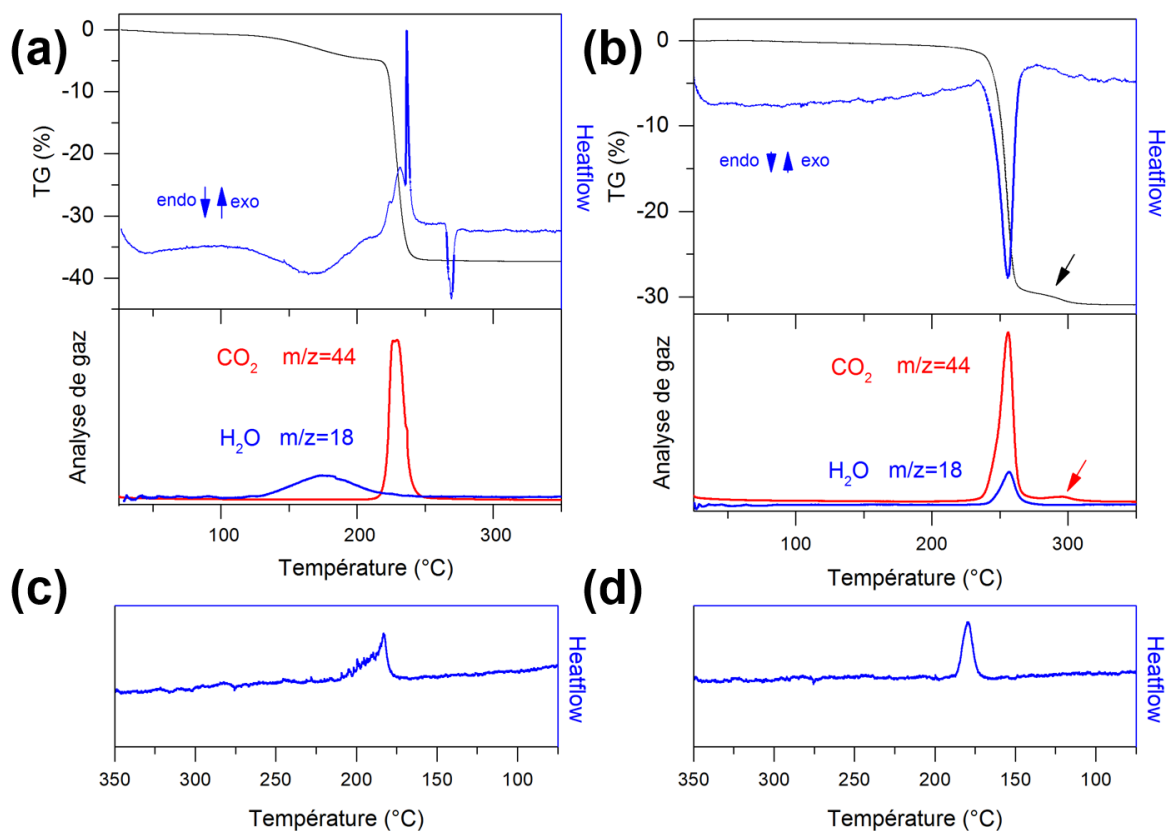 (a)
0
-10
-20
-30
-40
TG (%)
Heatflow
endo exo
CO2 m/z=44
H2O m/z=18
Analyse de gaz
100 200 300
Température (°C)
(b)
0
-10
-20
-30
TG (%)
Heatflow
endo exo
CO2 m/z=44
H2O m/z=18
Analyse de gaz
100 200 300
Température (°C)
(c)
Heatflow
350 300 250 200 150 100
Température (°C)
(d)
Heatflow
350 300 250 200 150 100
Température (°C)